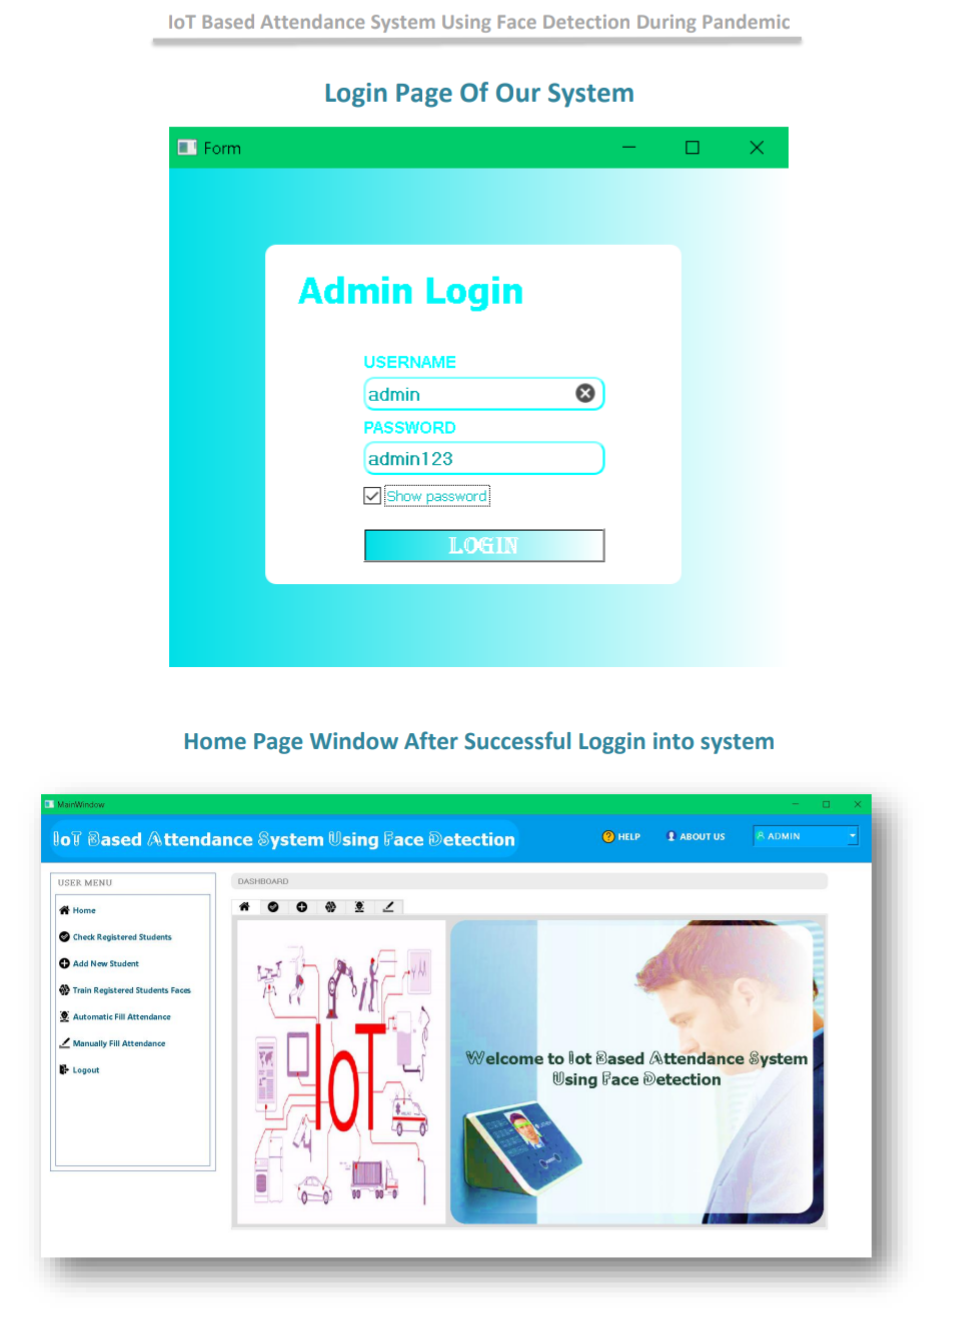 IoT Based Attendance System Using Face Detection During Pandemic
Login Page Of Our System
Form
Admin Login
USERNAME
admin
PASSWORD
admin123
Show password
LOGIN
Home Page Window After Successful Loggin into system
MainWindow
IoT Based Attendance System Using Face Detection
HELP
ABOUT US
ADMIN
USER MENU
Home
Check Registered Students
Add New Student
Train Registered Students Faces
Automatic Fill Attendance
Manually Fill Attendance
Logout
DASHBOARD
IoT
Welcome to Iot Based Attendance System
Using Face Detection